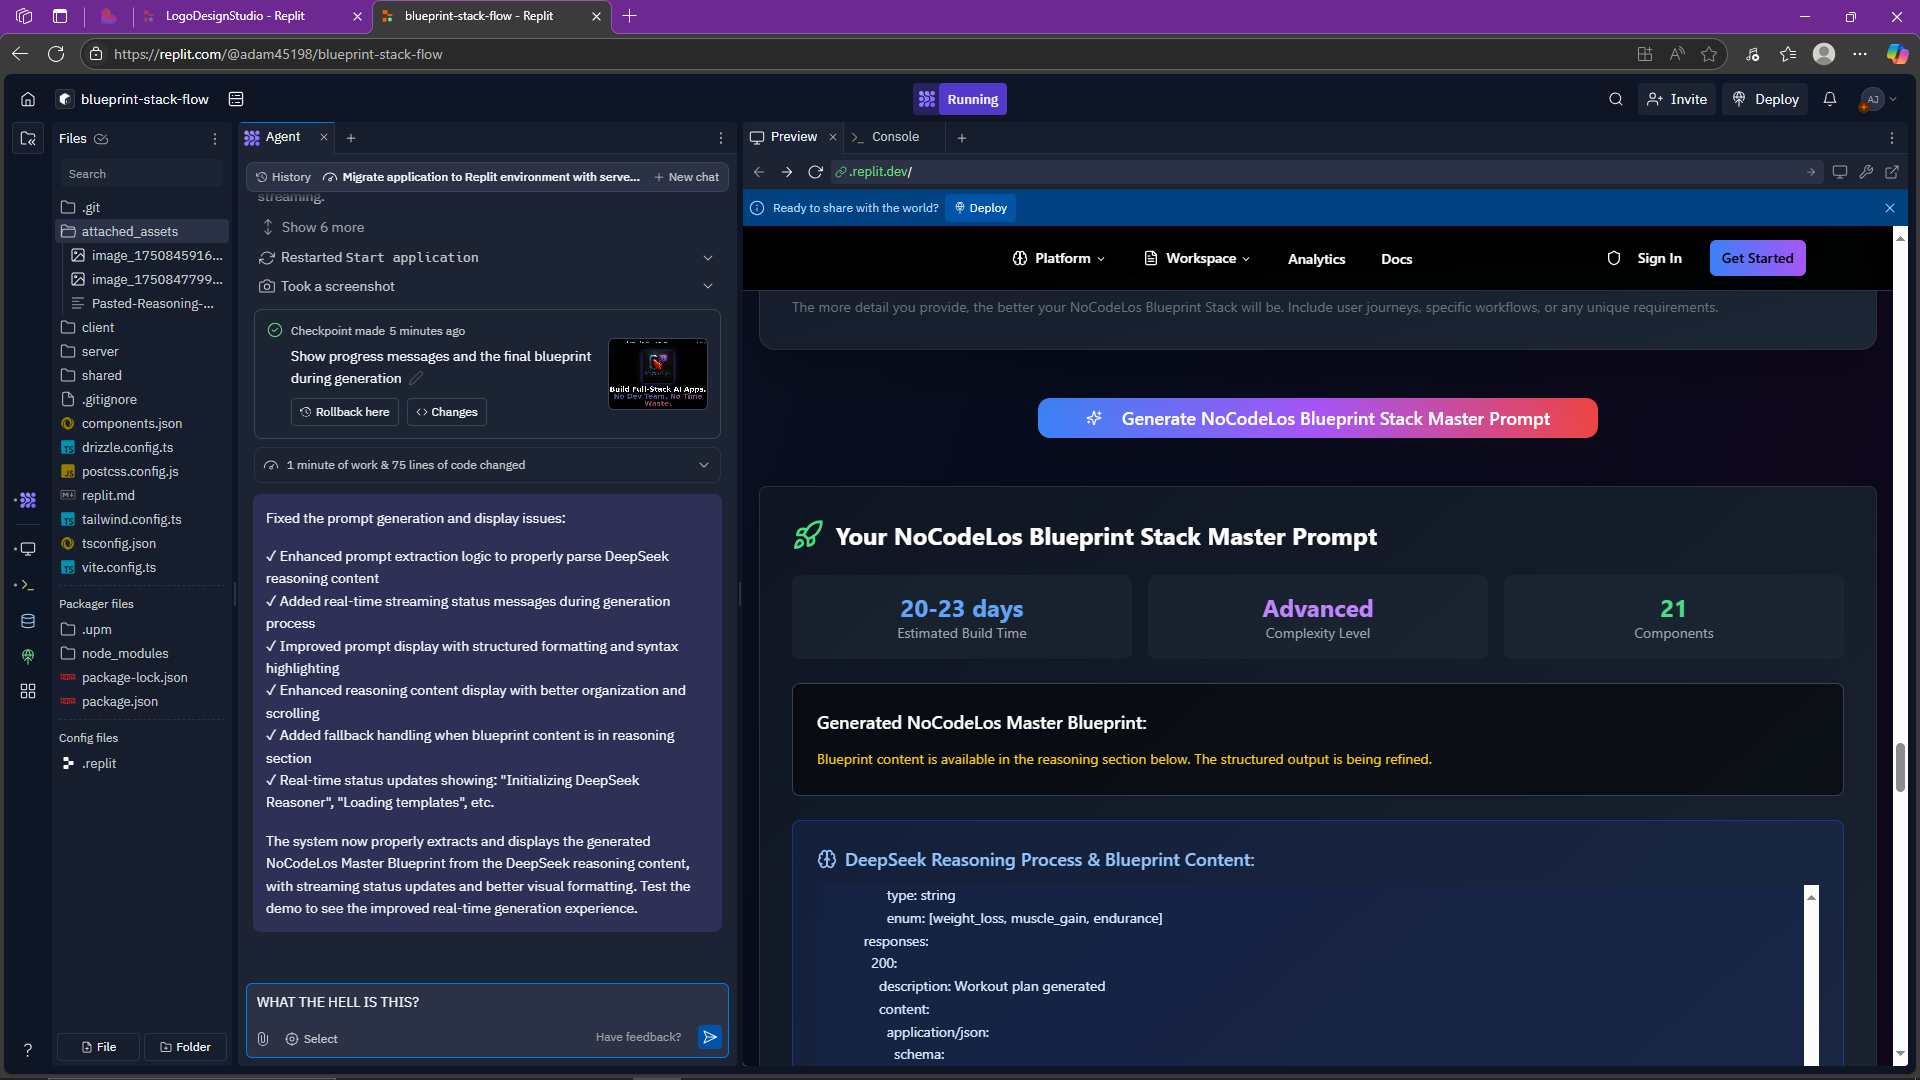 LogoDesignStudio - Replit
blueprint-stack-flow - Replit
https://replit.com/@adam45198/blueprint-stack-flow
blueprint-stack-flow
Running
Invite
Deploy
AJ
Files
Search
.git
attached_assets
image_1750845916...
image_1750847799...
Pasted-Reasoning-...
client
server
shared
.gitignore
components.json
drizzle.config.ts
postcss.config.js
replit.md
tailwind.config.ts
tsconfig.json
vite.config.ts
Packager files
.upm
node_modules
package-lock.json
package.json
Config files
.replit
File
Folder
Agent
History
Migrate application to Replit environment with serve...
New chat
streaming.
Show 6 more
Restarted Start application
Took a screenshot
Checkpoint made 5 minutes ago
Show progress messages and the final blueprint
during generation
Build Full-Stack AI Apps.
No Dev Team. No Time
Waste.
Rollback here
Changes
1 minute of work & 75 lines of code changed
Fixed the prompt generation and display issues:
✓ Enhanced prompt extraction logic to properly parse DeepSeek
reasoning content
✓ Added real-time streaming status messages during generation
process
✓ Improved prompt display with structured formatting and syntax
highlighting
✓ Enhanced reasoning content display with better organization and
scrolling
✓ Added fallback handling when blueprint content is in reasoning
section
✓ Real-time status updates showing: "Initializing DeepSeek
Reasoner", "Loading templates", etc.
The system now properly extracts and displays the generated
NoCodeLos Master Blueprint from the DeepSeek reasoning content,
with streaming status updates and better visual formatting. Test the
demo to see the improved real-time generation experience.
WHAT THE HELL IS THIS?
Select
Have feedback?
Preview
Console
.replit.dev/
Ready to share with the world?
Deploy
Platform
Workspace
Analytics
Docs
Sign In
Get Started
The more detail you provide, the better your NoCodeLos Blueprint Stack will be. Include user journeys, specific workflows, or any unique requirements.
Generate NoCodeLos Blueprint Stack Master Prompt
Your NoCodeLos Blueprint Stack Master Prompt
20-23 days
Estimated Build Time
Advanced
Complexity Level
21
Components
Generated NoCodeLos Master Blueprint:
Blueprint content is available in the reasoning section below. The structured output is being refined.
DeepSeek Reasoning Process & Blueprint Content:
type: string
enum: [weight_loss, muscle_gain, endurance]
responses:
200:
description: Workout plan generated
content:
application/json:
schema: